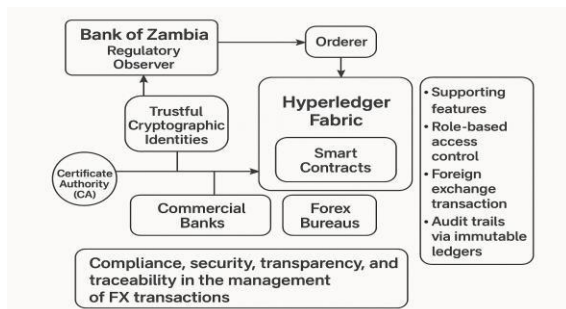 Bank of Zambia
Regulatory
Observer
Orderer
Trustful
Cryptographic
Identities
Certificate
Authority
(CA)
Hyperledger
Fabric
Smart
Contracts
Commercial
Banks
Forex
Bureaus
• Supporting
features
• Role-based
access
control
• Foreign
exchange
transaction
• Audit trails
via immutable
ledgers
Compliance, security, transparency, and
traceability in the management
of FX transactions